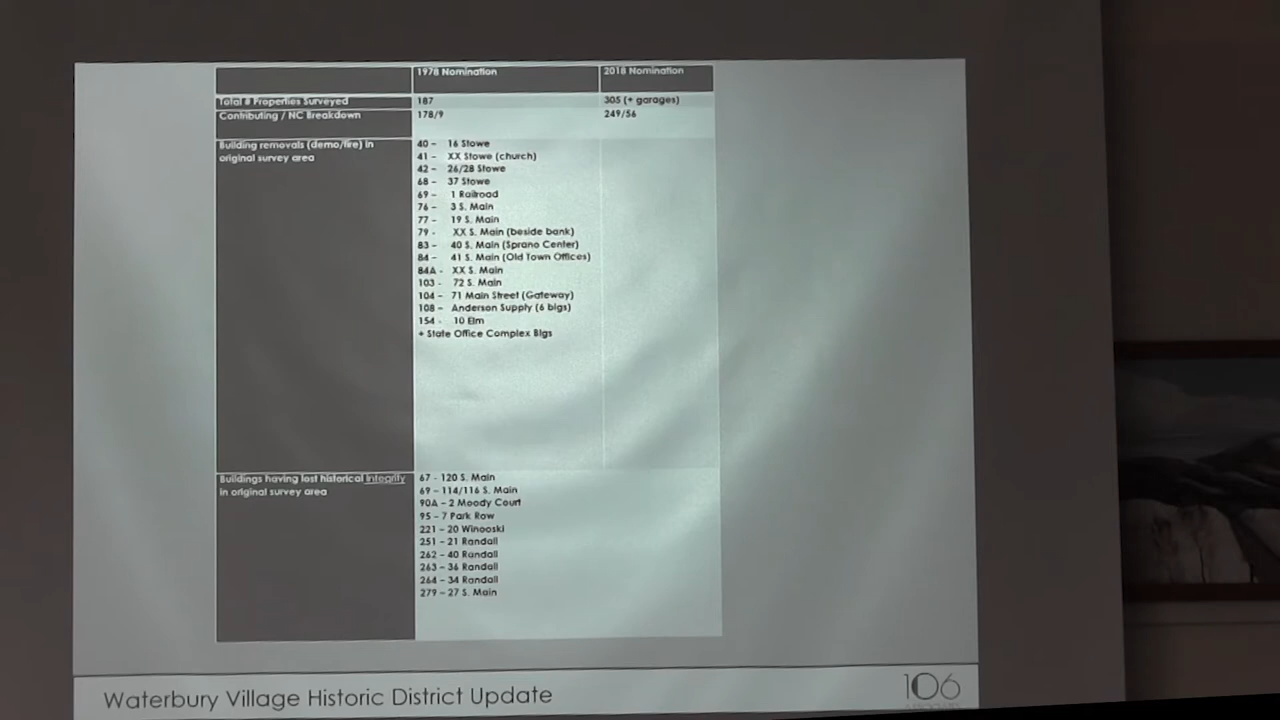 1978 Nomination 2018 Nomination
Total # Properties Surveyed 187 305 (+ garages)
Contributing / NC Breakdown 178/9 249/56
Building removals (demo/fire) in
original survey area
40 – 16 Stowe
41 – XX Stowe (church)
42 – 26/28 Stowe
68 – 37 Stowe
69 – 1 Railroad
76 – 3 S. Main
77 – 19 S. Main
79 - XX S. Main (beside bank)
83 – 40 S. Main (Sprano Center)
84 – 41 S. Main (Old Town Offices)
84A - XX S. Main
103 - 72 S. Main
104 – 71 Main Street (Gateway)
108 – Anderson Supply (6 blgs)
154 - 10 Elm
+ State Office Complex Blgs
Buildings having lost historical integrity
in original survey area
67 - 120 S. Main
69 – 114/116 S. Main
90A – 2 Moody Court
95 – 7 Park Row
221 – 20 Winooski
251 – 21 Randall
262 – 40 Randall
263 – 36 Randall
264 – 34 Randall
279 – 27 S. Main
Waterbury Village Historic District Update
106